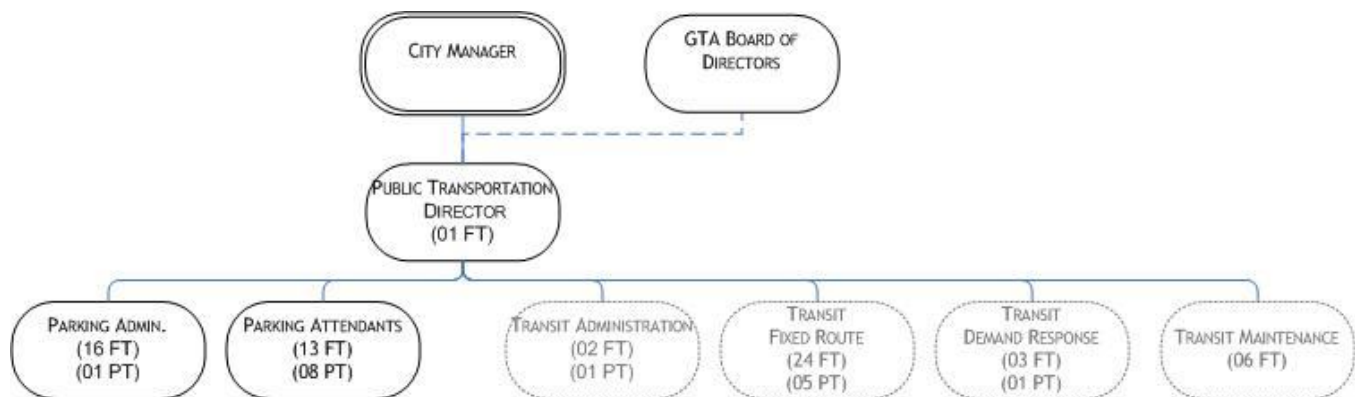 CITY MANAGER
GTA BOARD OF
DIRECTORS
PUBLIC TRANSPORTATION
DIRECTOR
(01 FT)
PARKING ADMIN.
(16 FT)
(01 PT)
PARKING ATTENDANTS
(13 FT)
(08 PT)
TRANSIT ADMINISTRATION
(02 FT)
(01 PT)
TRANSIT
FIXED ROUTE
(24 FT)
(05 PT)
TRANSIT
DEMAND RESPONSE
(03 FT)
(01 PT)
TRANSIT MAINTENANCE
(06 FT)